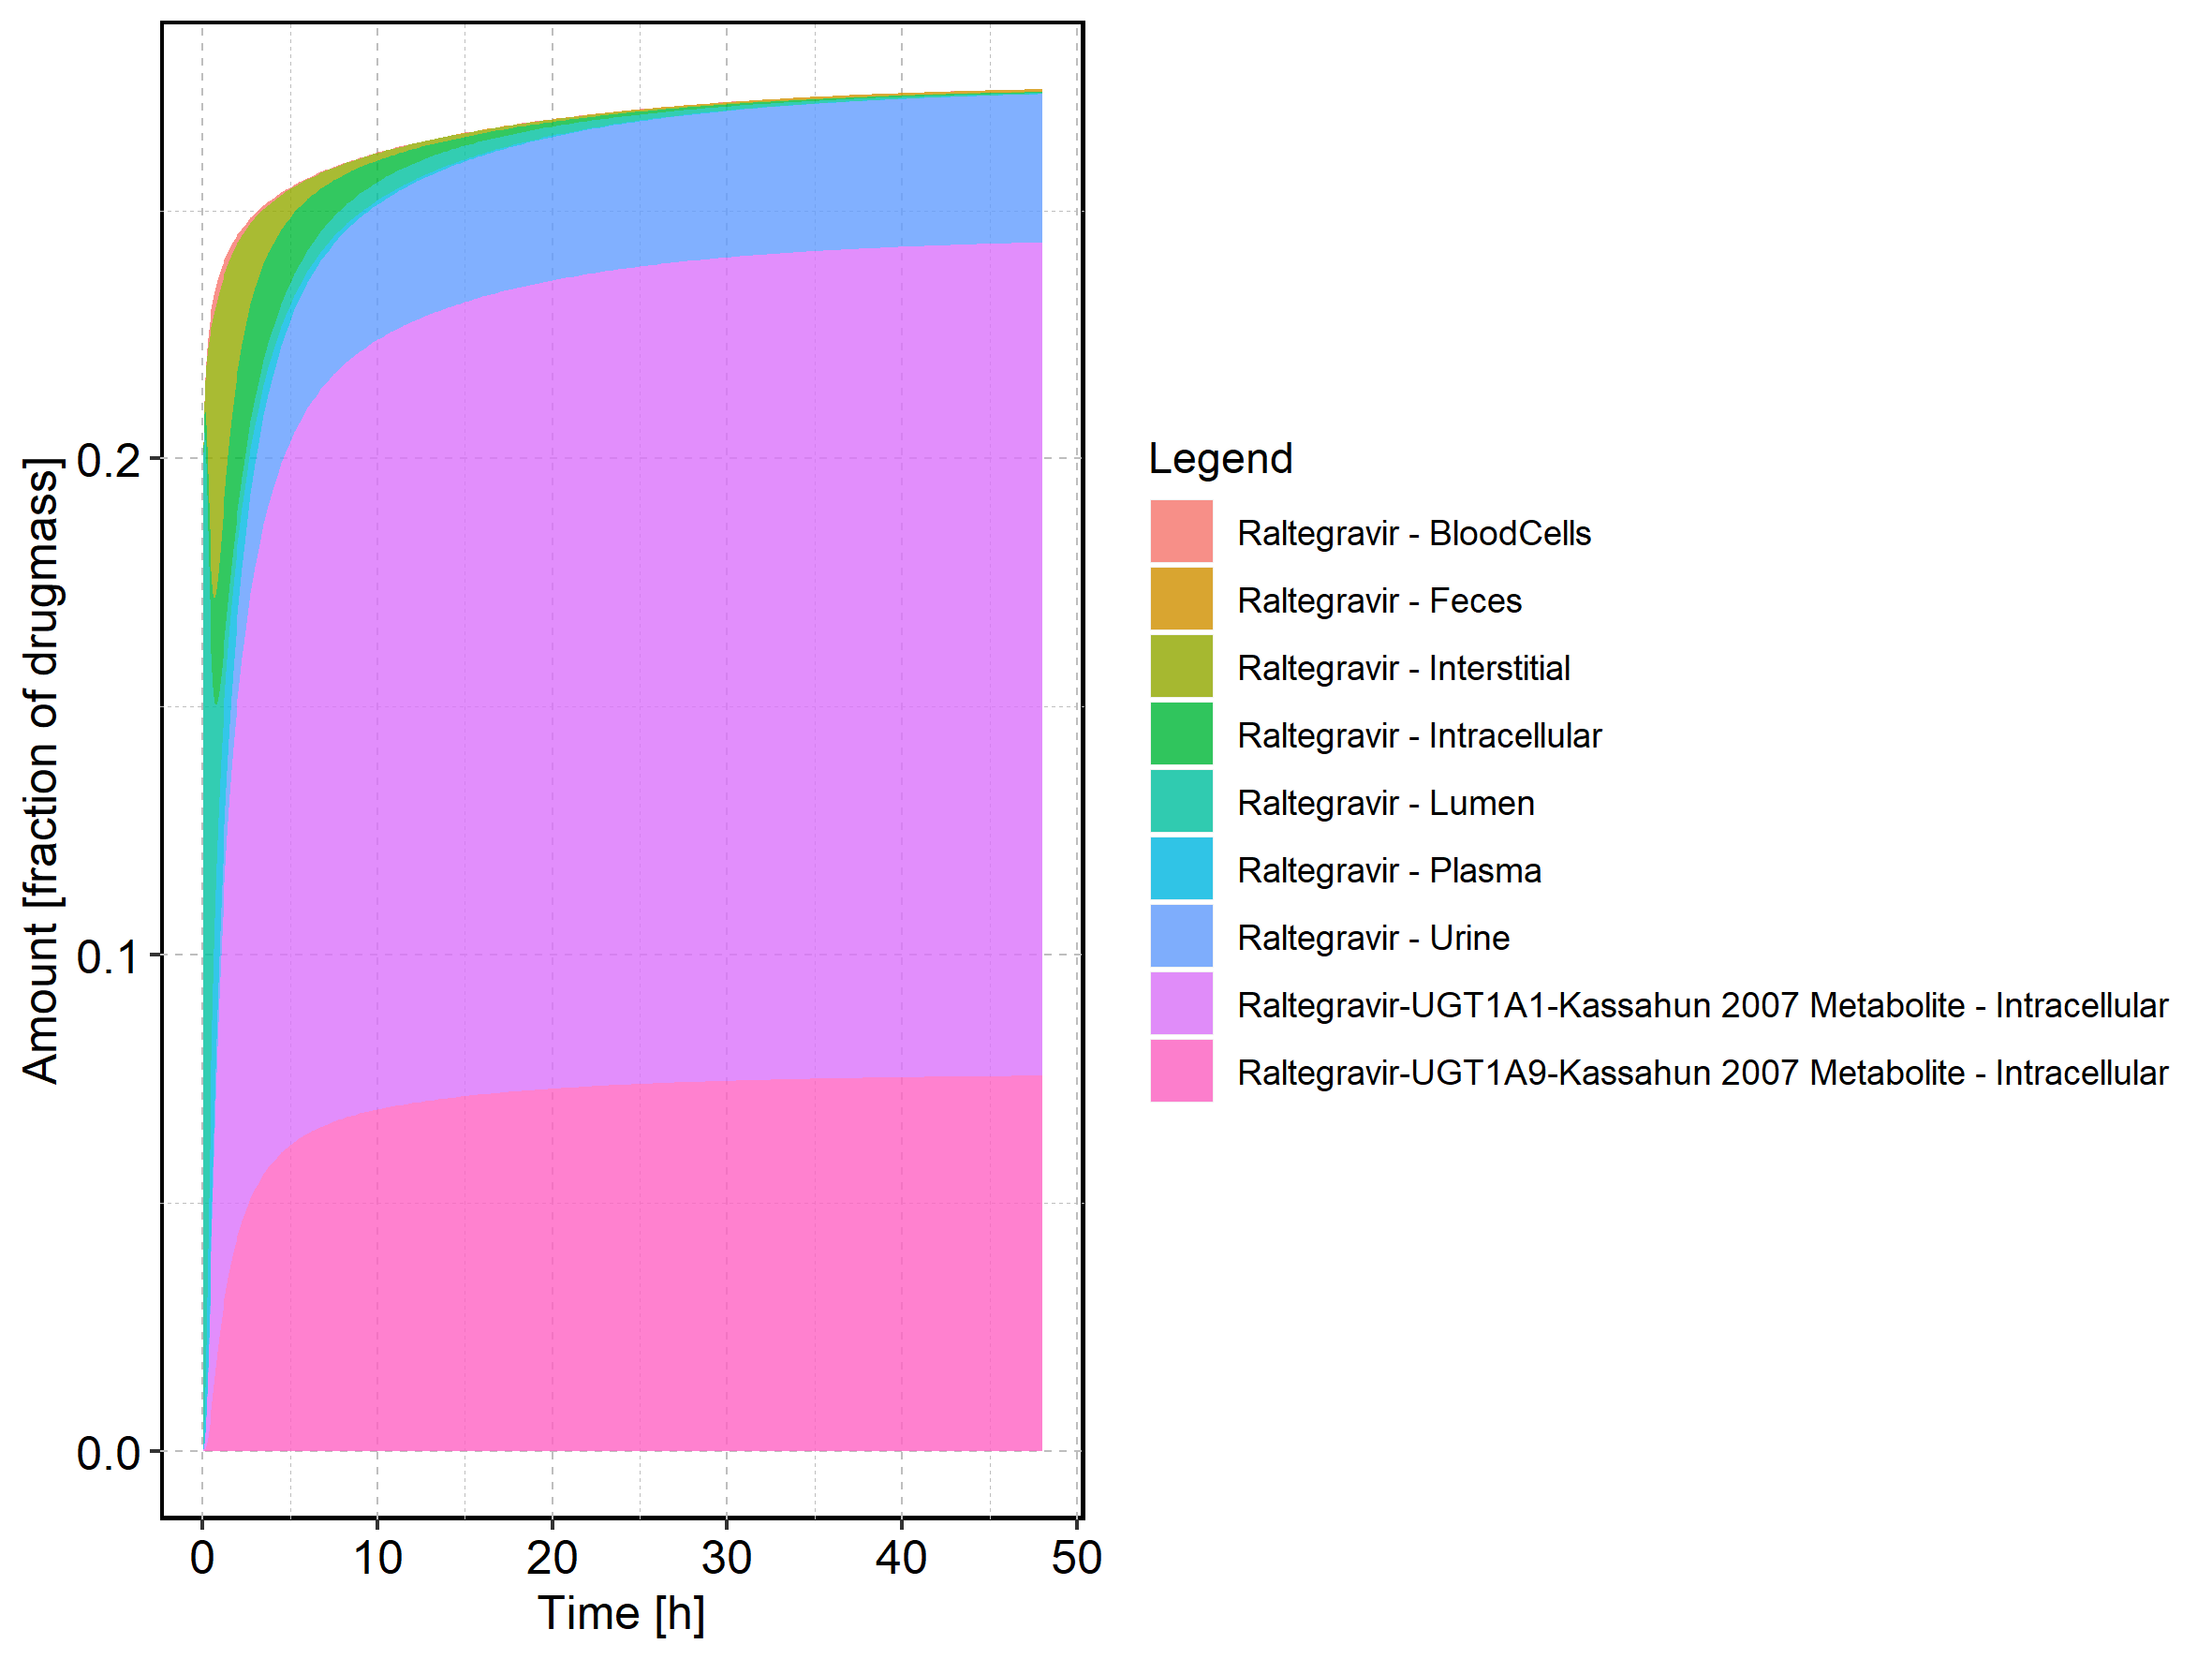 Amount [fraction of drugmass]
0.2
0.1
0.0
0 10 20 30 40 50
Time [h]
Legend
Raltegravir - BloodCells
Raltegravir - Feces
Raltegravir - Interstitial
Raltegravir - Intracellular
Raltegravir - Lumen
Raltegravir - Plasma
Raltegravir - Urine
Raltegravir-UGT1A1-Kassahun 2007 Metabolite - Intracellular
Raltegravir-UGT1A9-Kassahun 2007 Metabolite - Intracellular